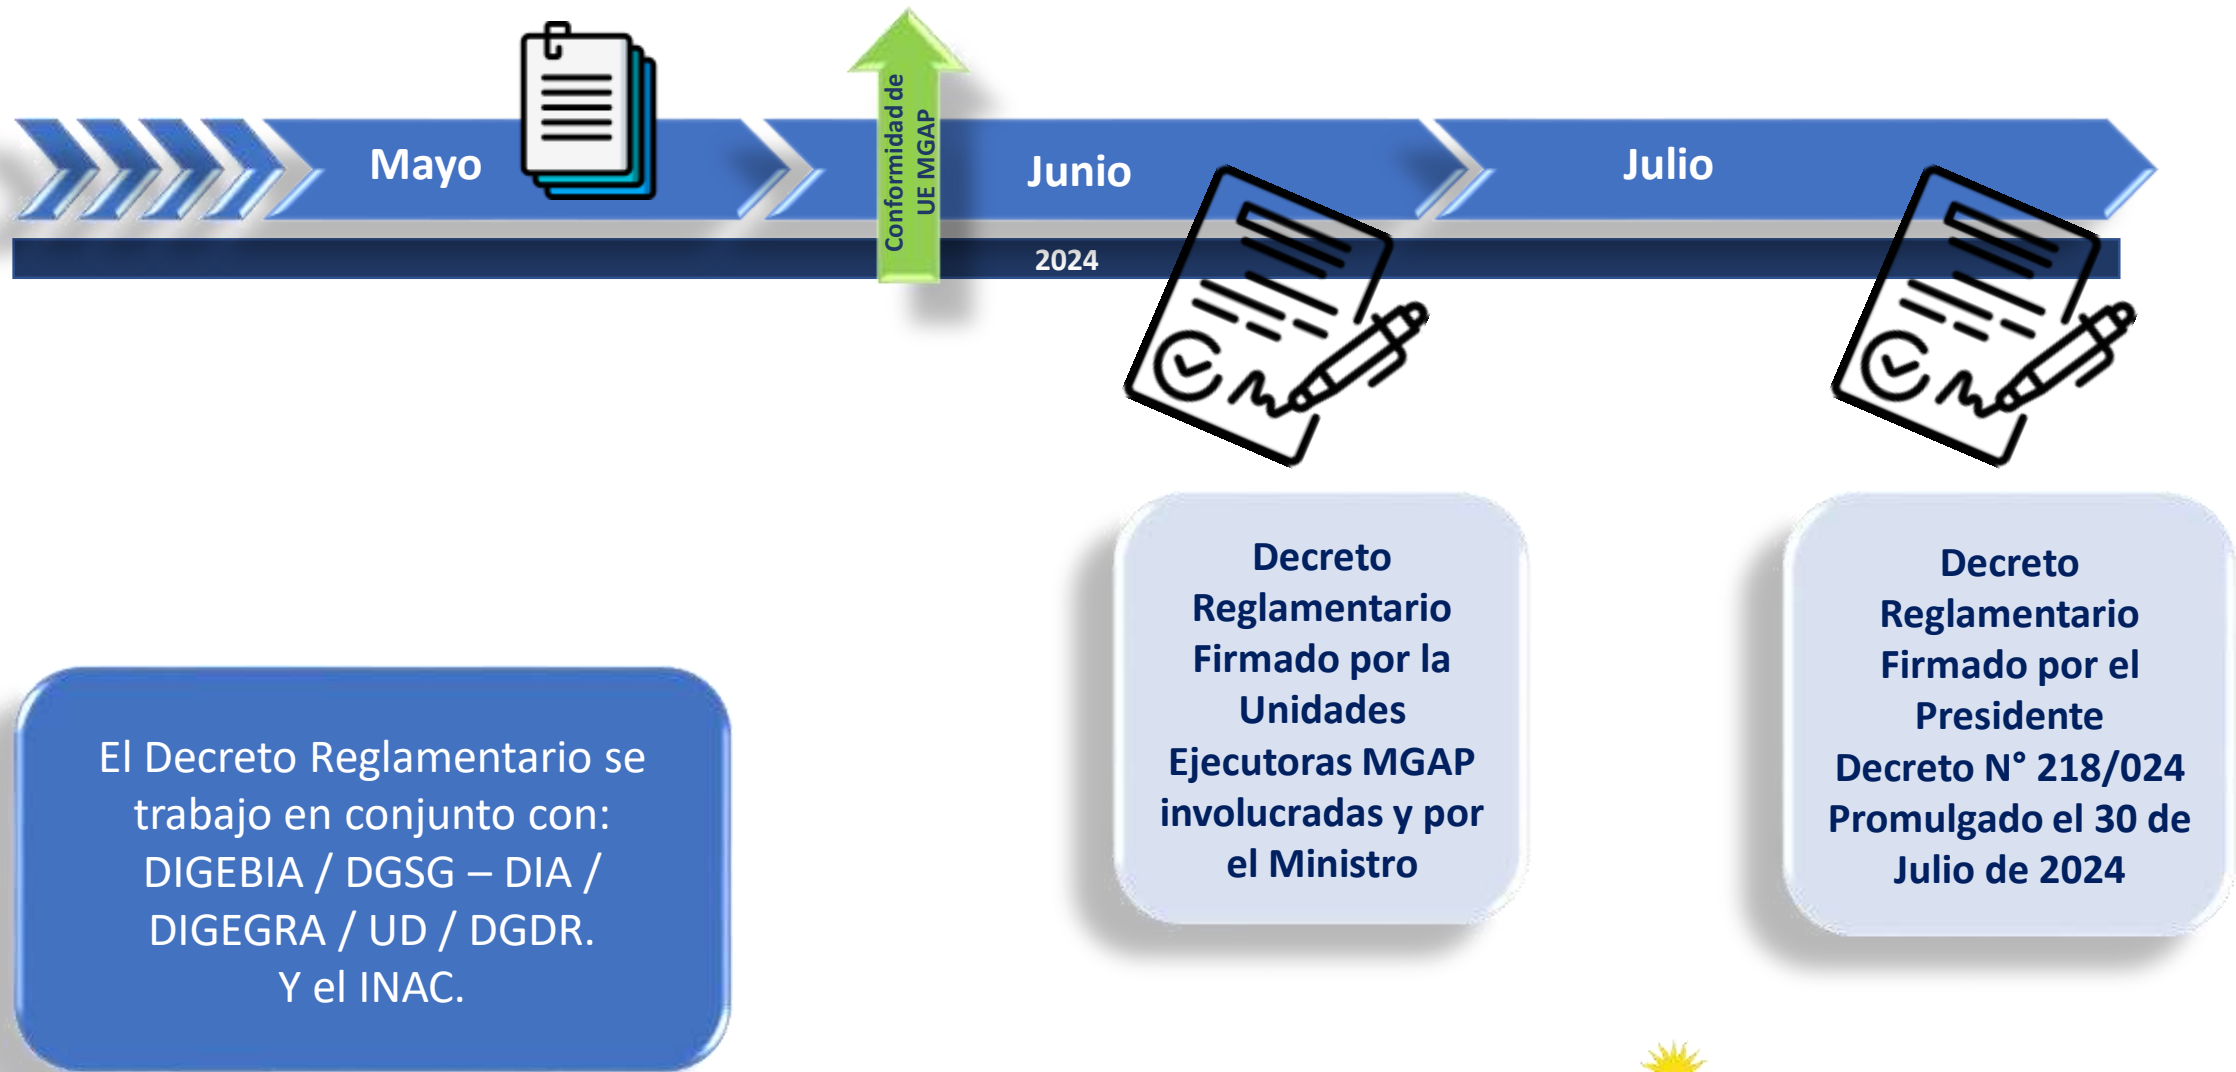 Mayo
Conformidad de
UE MGAP
Junio
Julio
2024
El Decreto Reglamentario se
trabajo en conjunto con:
DIGEBIA / DGSG – DIA /
DIGEGRA / UD / DGDR.
Y el INAC.
Decreto
Reglamentario
Firmado por la
Unidades
Ejecutoras MGAP
involucradas y por
el Ministro
Decreto
Reglamentario
Firmado por el
Presidente
Decreto N° 218/024
Promulgado el 30 de
Julio de 2024